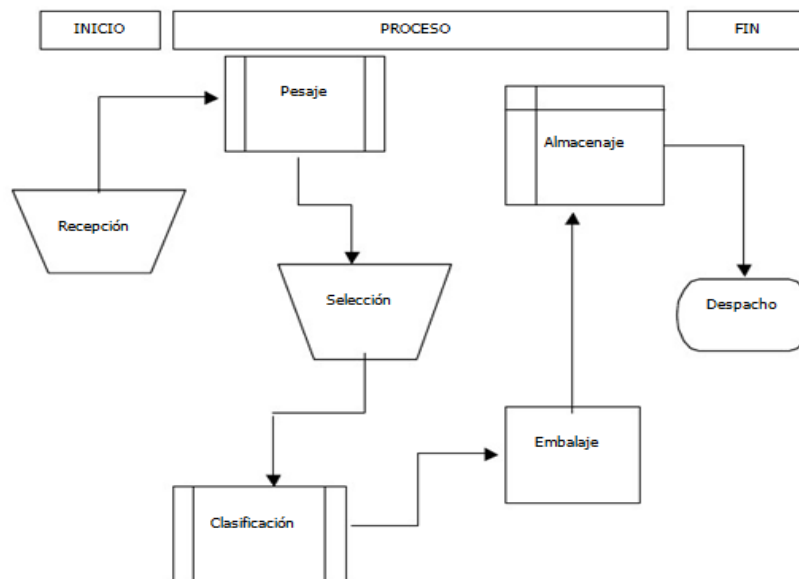 INICIO
PROCESO
FIN
Pesaje
Almacenaje
Recepción
Selección
Despacho
Embalaje
Clasificación